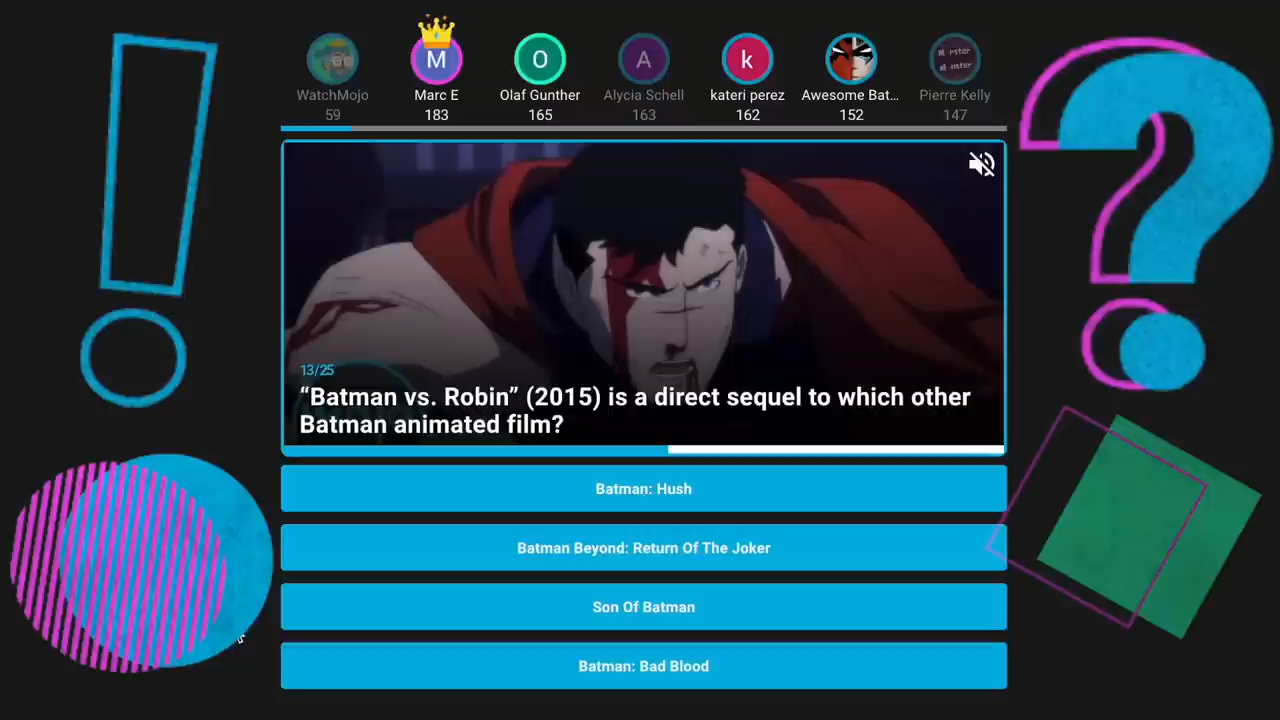 WatchMojo
59
M
Marc E
183
O
Olaf Gunther
165
A
Alycia Schell
163
k
kateri perez
162
Awesome Bat...
152
Pierre Kelly
147
13/25
“Batman vs. Robin” (2015) is a direct sequel to which other
Batman animated film?
Batman: Hush
Batman Beyond: Return Of The Joker
Son Of Batman
Batman: Bad Blood